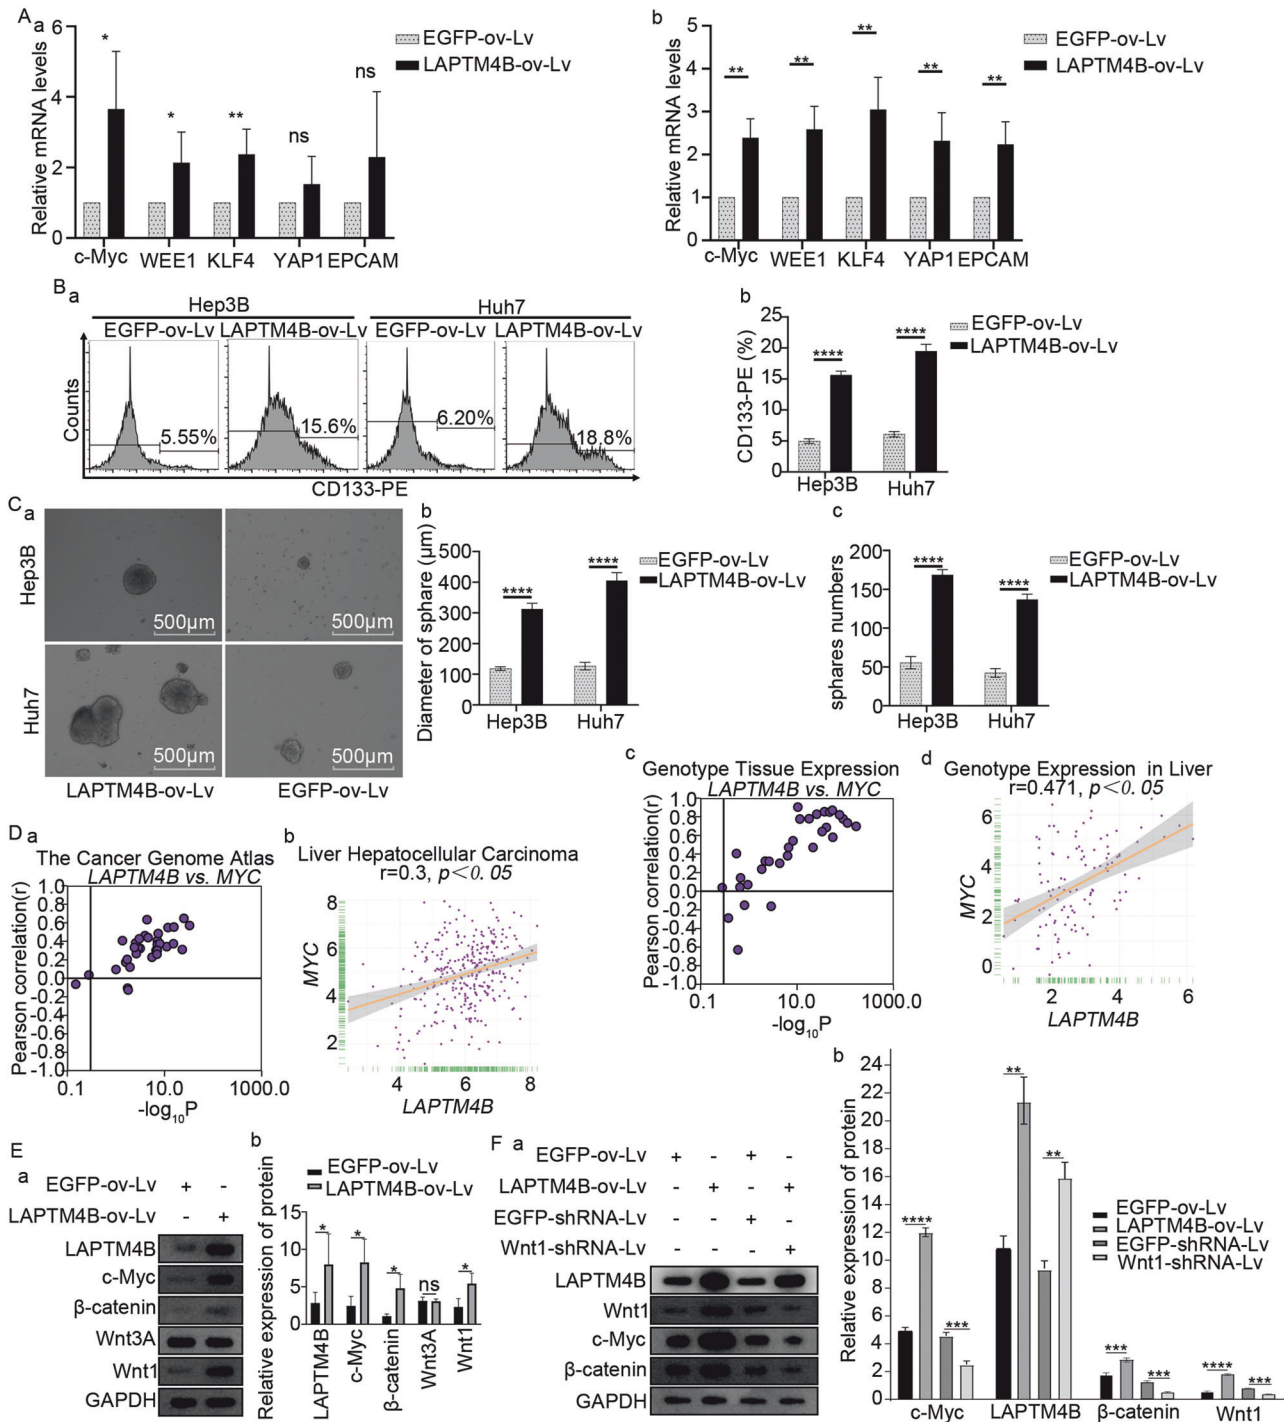 A
a
Relative mRNA levels
6
4
2
0
*
*
**
ns
ns
EGFP-ov-Lv
LAPTM4B-ov-Lv
c-Myc WEE1 KLF4 YAP1 EPCAM
b
Relative mRNA levels
5
4
3
2
1
0
** ** ** ** **
EGFP-ov-Lv
LAPTM4B-ov-Lv
c-Myc WEE1 KLF4 YAP1 EPCAM
B
a
Hep3B Huh7
EGFP-ov-Lv LAPTM4B-ov-Lv EGFP-ov-Lv LAPTM4B-ov-Lv
Counts
5.55% 15.6% 6.20% 18.8%
CD133-PE
b
CD133-PE (%)
25
20
15
10
5
0
**** ****
EGFP-ov-Lv
LAPTM4B-ov-Lv
Hep3B Huh7
C
a
Hep3B
500µm 500µm
Huh7
500µm 500µm
LAPTM4B-ov-Lv EGFP-ov-Lv
b
Diameter of sphare (µm)
500
400
300
200
100
0
**** ****
EGFP-ov-Lv
LAPTM4B-ov-Lv
Hep3B Huh7
c
sphares numbers
200
150
100
50
0
**** ****
EGFP-ov-Lv
LAPTM4B-ov-Lv
Hep3B Huh7
D
a
The Cancer Genome Atlas
LAPTM4B vs. MYC
Pearson correlation(r)
1.0
0.8
0.6
0.4
0.2
0.0
-0.2
-0.4
-0.6
-0.8
-1.0
0.1 10.0 1000.0
-log10P
b
Liver Hepatocellular Carcinoma
r=0.3, p<0.05
MYC
8
6
4
2
4 6 8
LAPTM4B
c
Genotype Tissue Expression
LAPTM4B vs. MYC
Pearson correlation(r)
1.0
0.8
0.6
0.4
0.2
0.0
-0.2
-0.4
-0.6
-0.8
-1.0
0.1 10.0 1000.0
-log10P
d
Genotype Expression in Liver
r=0.471, p<0.05
MYC
6
4
2
0
2 4 6
LAPTM4B
E
a
EGFP-ov-Lv + -
LAPTM4B-ov-Lv - +
LAPTM4B
c-Myc
β-catenin
Wnt3A
Wnt1
GAPDH
b
EGFP-ov-Lv
LAPTM4B-ov-Lv
Relative expression of protein
15
10
5
0
* * * ns *
LAPTM4B c-Myc β-catenin Wnt3A Wnt1
F
a
EGFP-ov-Lv + - + -
LAPTM4B-ov-Lv - + - +
EGFP-shRNA-Lv - - + -
Wnt1-shRNA-Lv - - - +
LAPTM4B
Wnt1
c-Myc
β-catenin
GAPDH
b
Relative expression of protein
24
22
20
18
16
14
12
10
8
6
4
2
0
**** *** ** ** *** *** **** ***
EGFP-ov-Lv
LAPTM4B-ov-Lv
EGFP-shRNA-Lv
Wnt1-shRNA-Lv
c-Myc LAPTM4B β-catenin Wnt1